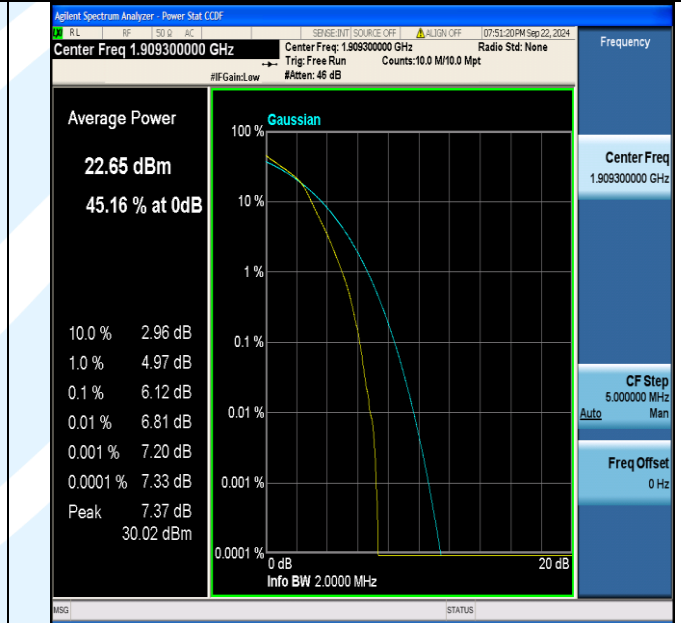 Agilent Spectrum Analyzer - Power Stat CCDF
RL RF 50 Ω AC SENSE:INT SOURCE OFF ALIGN OFF 07:51:20 PM Sep 22, 2024
Center Freq 1.909300000 GHz
Center Freq: 1.909300000 GHz Radio Std: None
Trig: Free Run Counts:10.0 M/10.0 Mpt
#IFGain:Low #Atten: 46 dB
Frequency
Average Power
22.65 dBm
45.16 % at 0dB
10.0 % 2.96 dB
1.0 % 4.97 dB
0.1 % 6.12 dB
0.01 % 6.81 dB
0.001 % 7.20 dB
0.0001 % 7.33 dB
Peak 7.37 dB
30.02 dBm
Gaussian
100 %
10 %
1 %
0.1 %
0.01 %
0.001 %
0.0001 %
0 dB 20 dB
Info BW 2.0000 MHz
Center Freq
1.909300000 GHz
CF Step
5.000000 MHz
Auto Man
Freq Offset
0 Hz
MSG STATUS